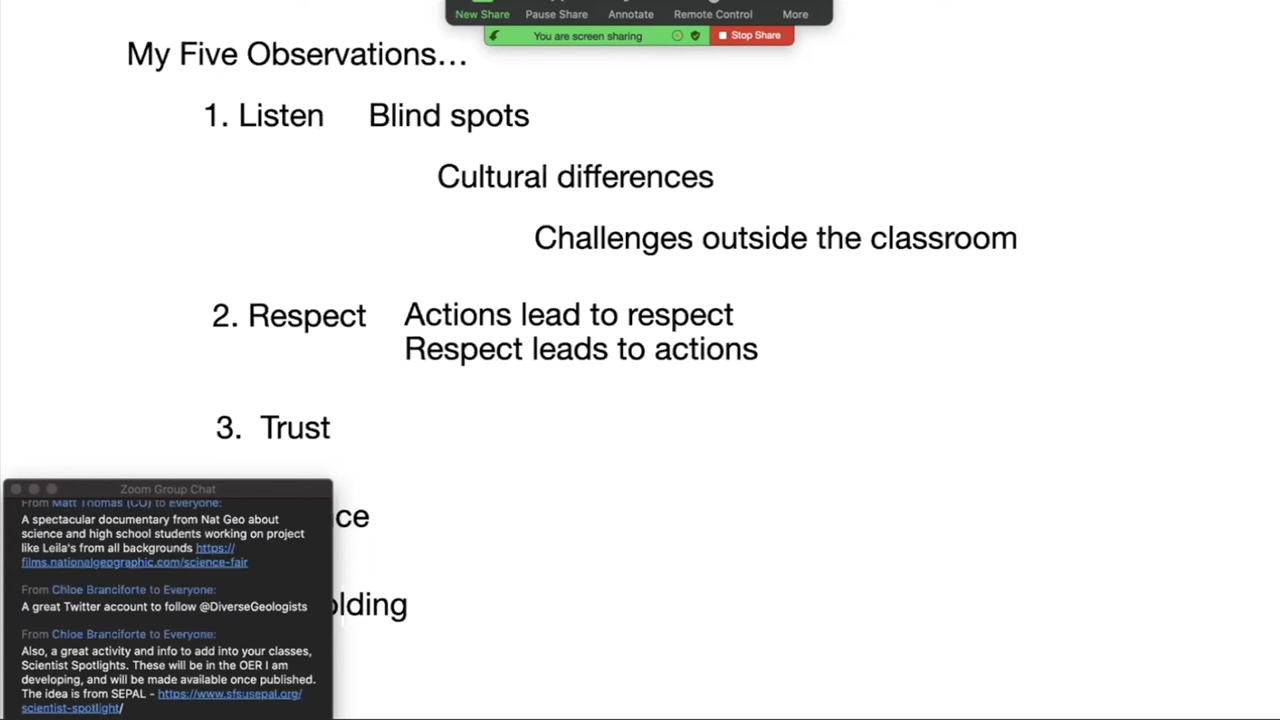 New Share Pause Share Annotate Remote Control More
You are screen sharing Stop Share
My Five Observations…
1. Listen Blind spots
Cultural differences
Challenges outside the classroom
2. Respect Actions lead to respect
Respect leads to actions
3. Trust
Zoom Group Chat
From Matt Thomas (CO) to Everyone:
A spectacular documentary from Nat Geo about
science and high school students working on project
like Leila's from all backgrounds https://
films.nationalgeographic.com/science-fair
From Chloe Branciforte to Everyone:
A great Twitter account to follow @DiverseGeologists
From Chloe Branciforte to Everyone:
Also, a great activity and info to add into your classes,
Scientist Spotlights. These will be in the OER I am
developing, and will be made available once published.
The idea is from SEPAL - https://www.sfsusepal.org/
scientist-spotlight/